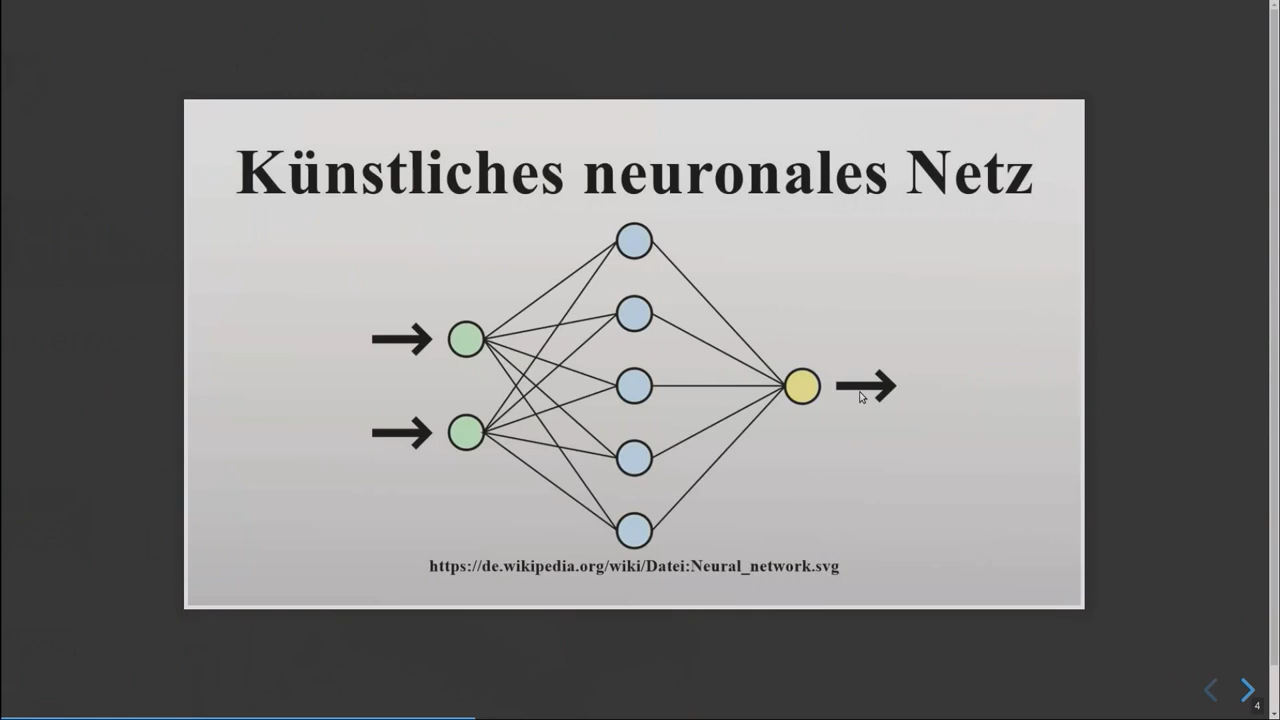 Künstliches neuronales Netz
https://de.wikipedia.org/wiki/Datei:Neural_network.svg
4